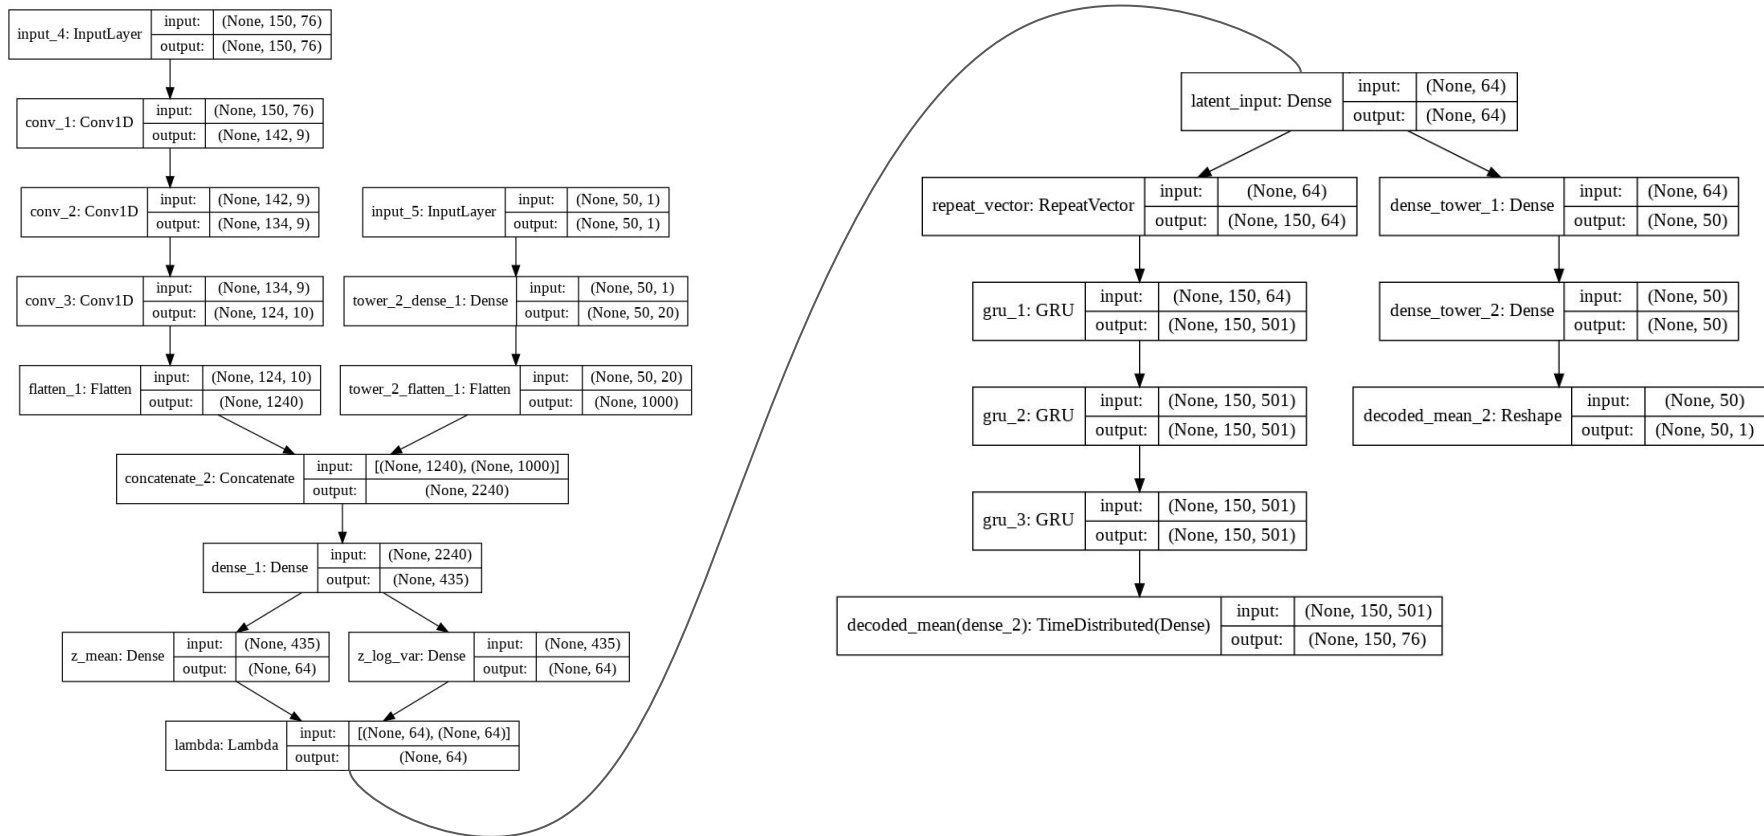 input_4: InputLayer
input: (None, 150, 76)
output: (None, 150, 76)
conv_1: Conv1D
input: (None, 150, 76)
output: (None, 142, 9)
conv_2: Conv1D
input: (None, 142, 9)
output: (None, 134, 9)
input_5: InputLayer
input: (None, 50, 1)
output: (None, 50, 1)
conv_3: Conv1D
input: (None, 134, 9)
output: (None, 124, 10)
tower_2_dense_1: Dense
input: (None, 50, 1)
output: (None, 50, 20)
flatten_1: Flatten
input: (None, 124, 10)
output: (None, 1240)
tower_2_flatten_1: Flatten
input: (None, 50, 20)
output: (None, 1000)
concatenate_2: Concatenate
input: [(None, 1240), (None, 1000)]
output: (None, 2240)
dense_1: Dense
input: (None, 2240)
output: (None, 435)
z_mean: Dense
input: (None, 435)
output: (None, 64)
z_log_var: Dense
input: (None, 435)
output: (None, 64)
lambda: Lambda
input: [(None, 64), (None, 64)]
output: (None, 64)
latent_input: Dense
input: (None, 64)
output: (None, 64)
repeat_vector: RepeatVector
input: (None, 64)
output: (None, 150, 64)
dense_tower_1: Dense
input: (None, 64)
output: (None, 50)
gru_1: GRU
input: (None, 150, 64)
output: (None, 150, 501)
dense_tower_2: Dense
input: (None, 50)
output: (None, 50)
gru_2: GRU
input: (None, 150, 501)
output: (None, 150, 501)
decoded_mean_2: Reshape
input: (None, 50)
output: (None, 50, 1)
gru_3: GRU
input: (None, 150, 501)
output: (None, 150, 501)
decoded_mean(dense_2): TimeDistributed(Dense)
input: (None, 150, 501)
output: (None, 150, 76)